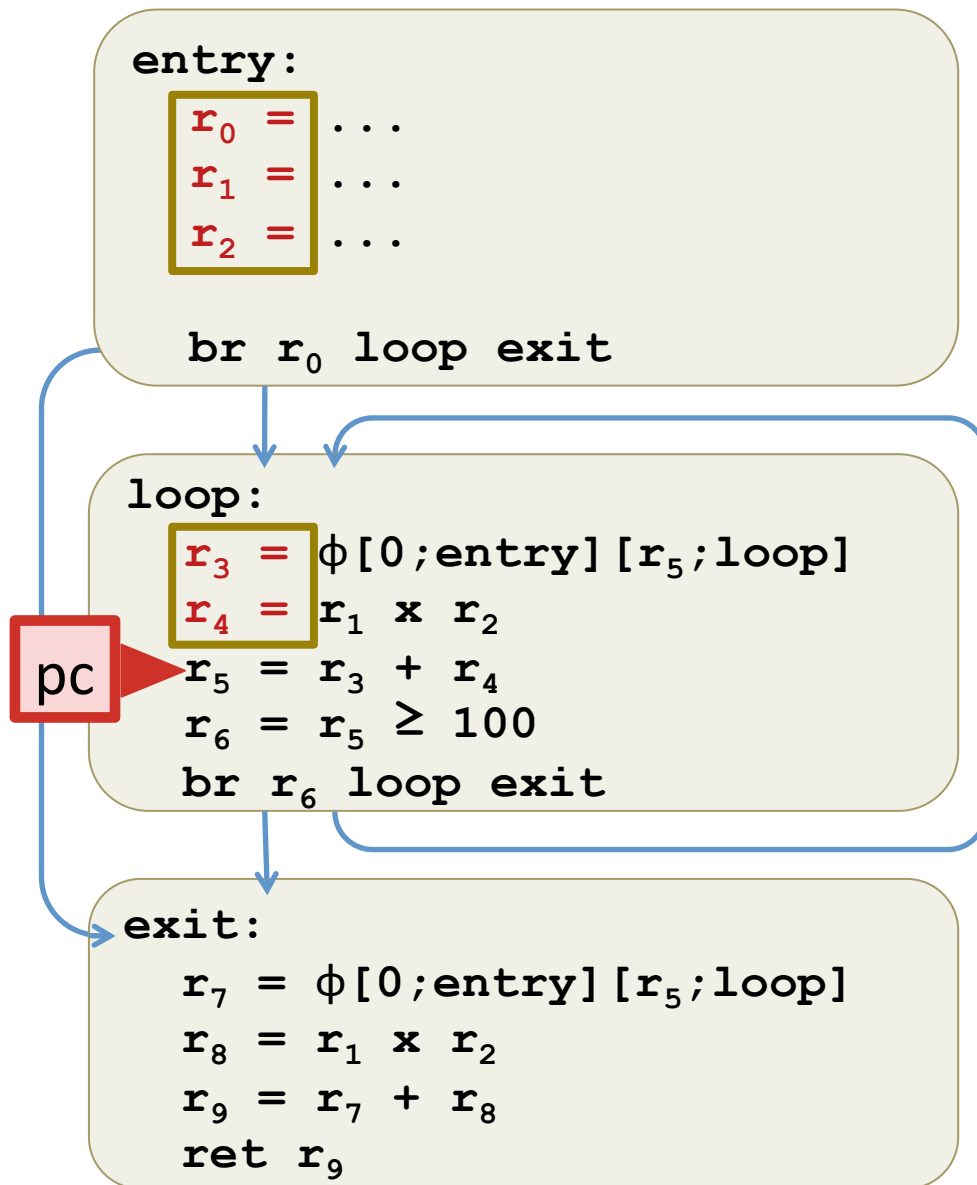 entry:
r₀ = ...
r₁ = ...
r₂ = ...
br r₀ loop exit
loop:
r₃ = ϕ[0;entry][r₅;loop]
r₄ = r₁ x r₂
pc
r₅ = r₃ + r₄
r₆ = r₅ ≥ 100
br r₆ loop exit
exit:
r₇ = ϕ[0;entry][r₅;loop]
r₈ = r₁ x r₂
r₉ = r₇ + r₈
ret r₉